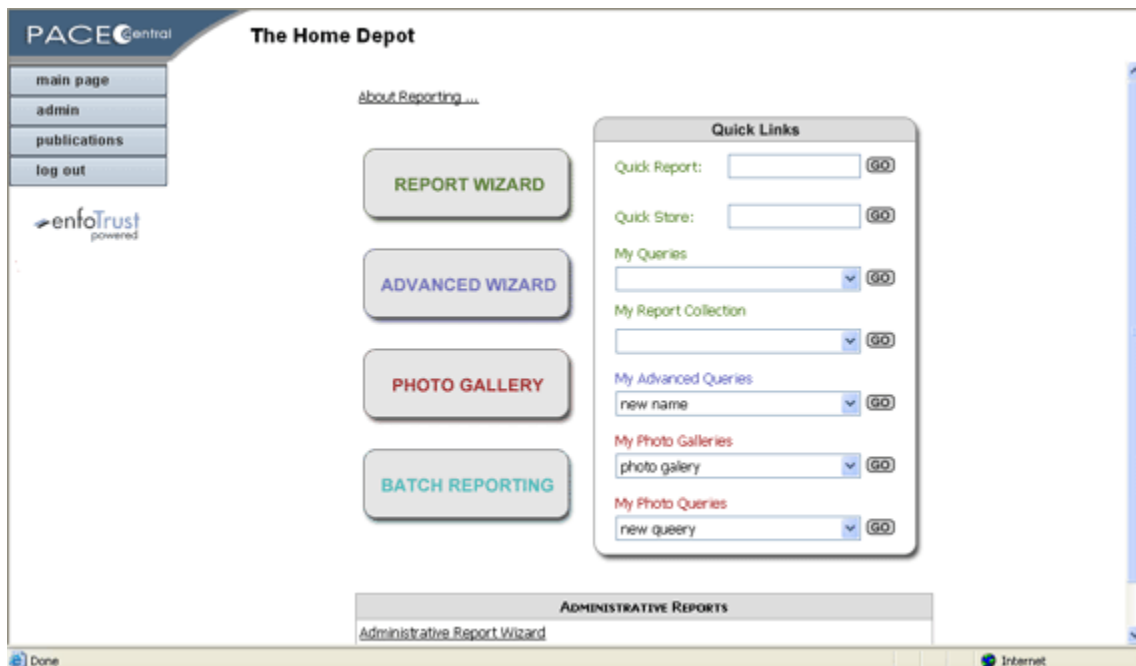 PACE Central
The Home Depot
main page
admin
publications
log out
enfoTrust
powered
About Reporting ...
REPORT WIZARD
ADVANCED WIZARD
PHOTO GALLERY
BATCH REPORTING
Quick Links
Quick Report: GO
Quick Store: GO
My Queries
GO
My Report Collection
GO
My Advanced Queries
new name GO
My Photo Galleries
photo galery GO
My Photo Queries
new queery GO
ADMINISTRATIVE REPORTS
Administrative Report Wizard
Done
Internet